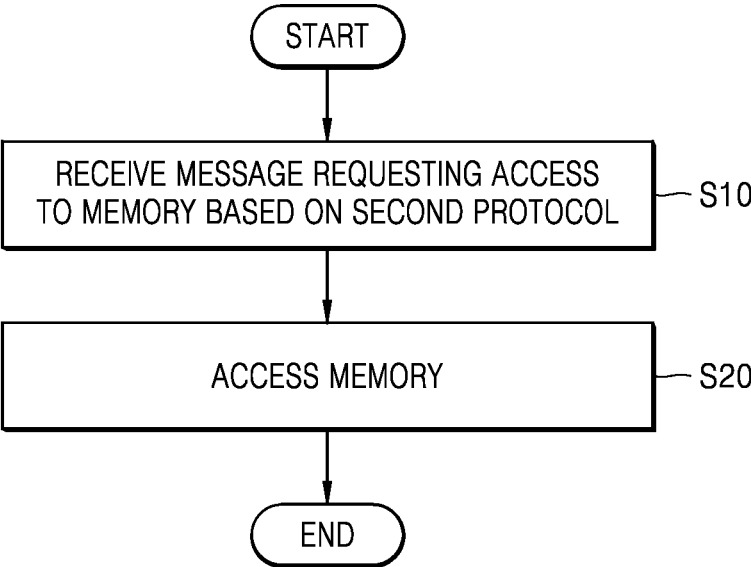 START
RECEIVE MESSAGE REQUESTING ACCESS
TO MEMORY BASED ON SECOND PROTOCOL
S10
ACCESS MEMORY
S20
END